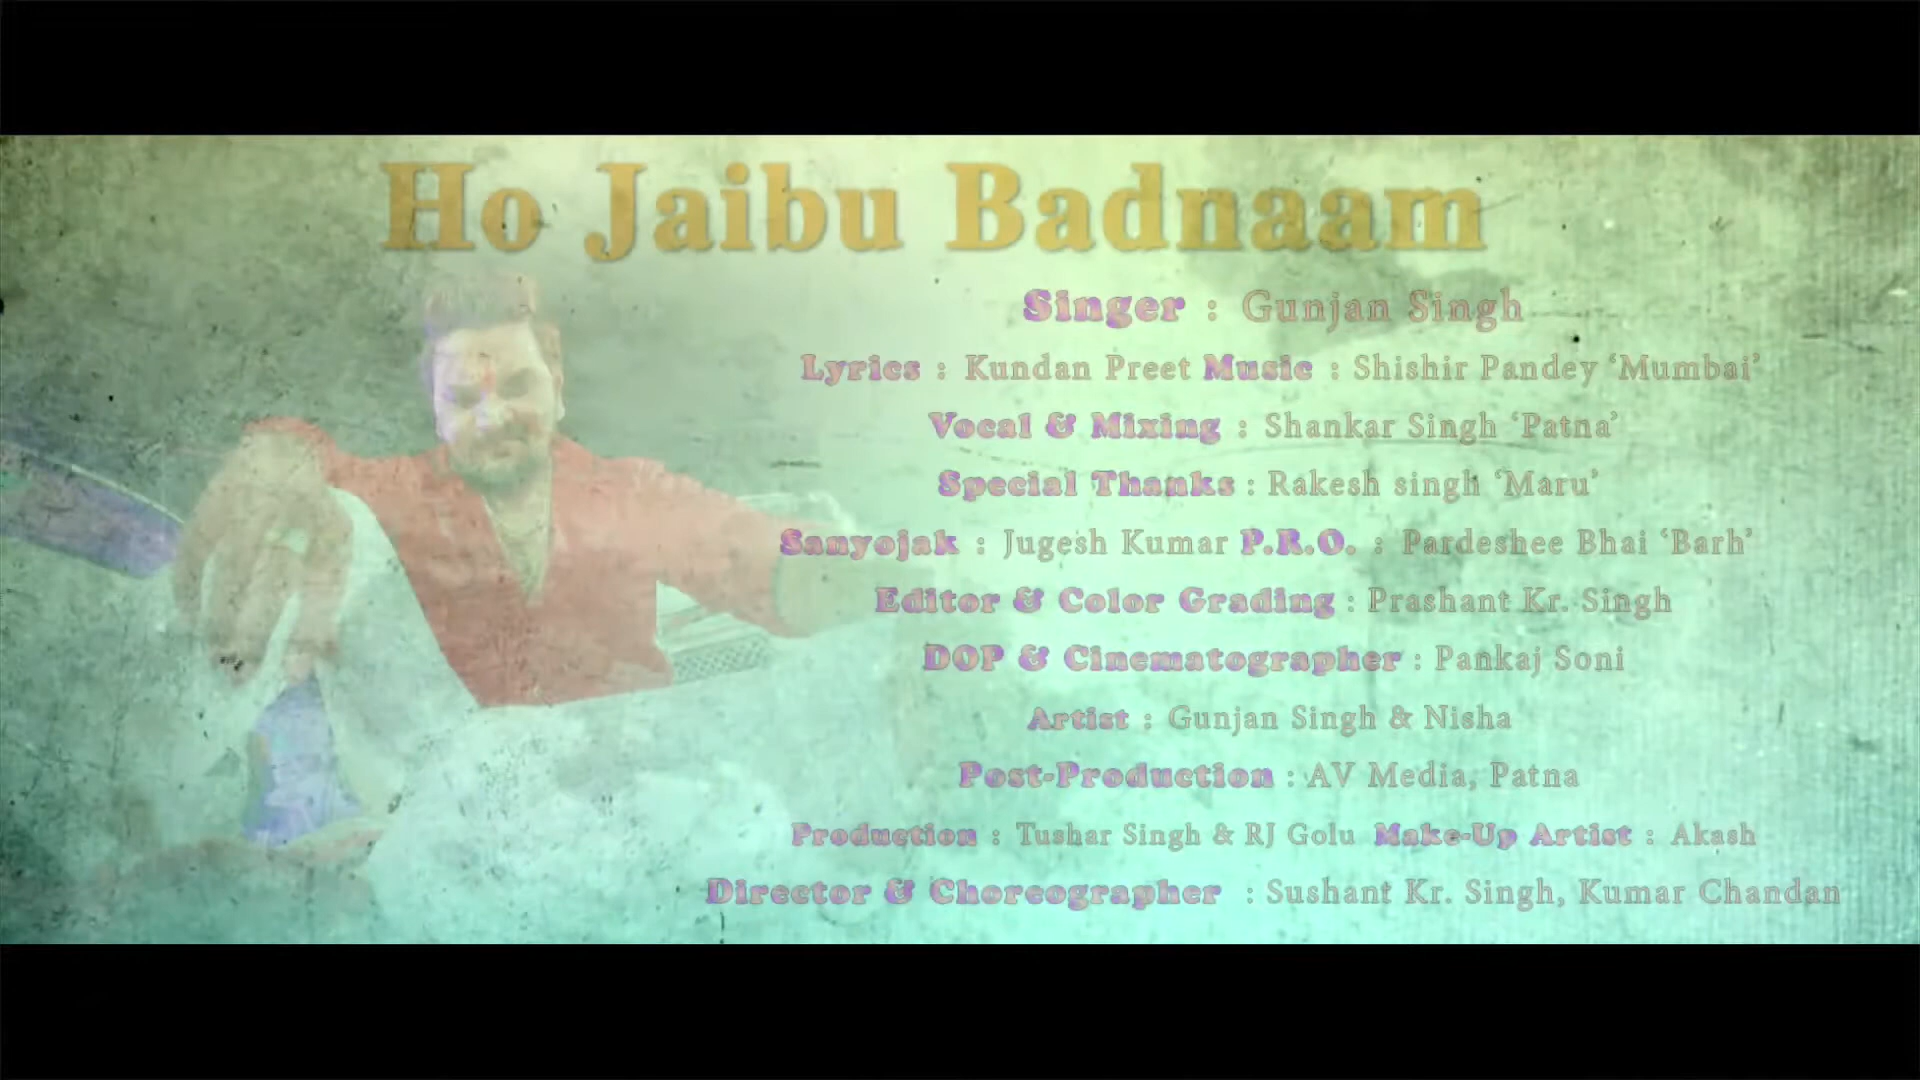 Ho Jaibu Badnaam
Singer : Gunjan Singh
Lyrics : Kundan Preet Music : Shishir Pandey ‘Mumbai’
Vocal & Mixing : Shankar Singh ‘Patna’
Special Thanks : Rakesh singh ‘Maru’
Sanyojak : Jugesh Kumar P.R.O. : Pardeshee Bhai ‘Barh’
Editor & Color Grading : Prashant Kr. Singh
DOP & Cinematographer : Pankaj Soni
Artist : Gunjan Singh & Nisha
Post-Production : AV Media, Patna
Production : Tushar Singh & RJ Golu Make-Up Artist : Akash
Director & Choreographer : Sushant Kr. Singh, Kumar Chandan